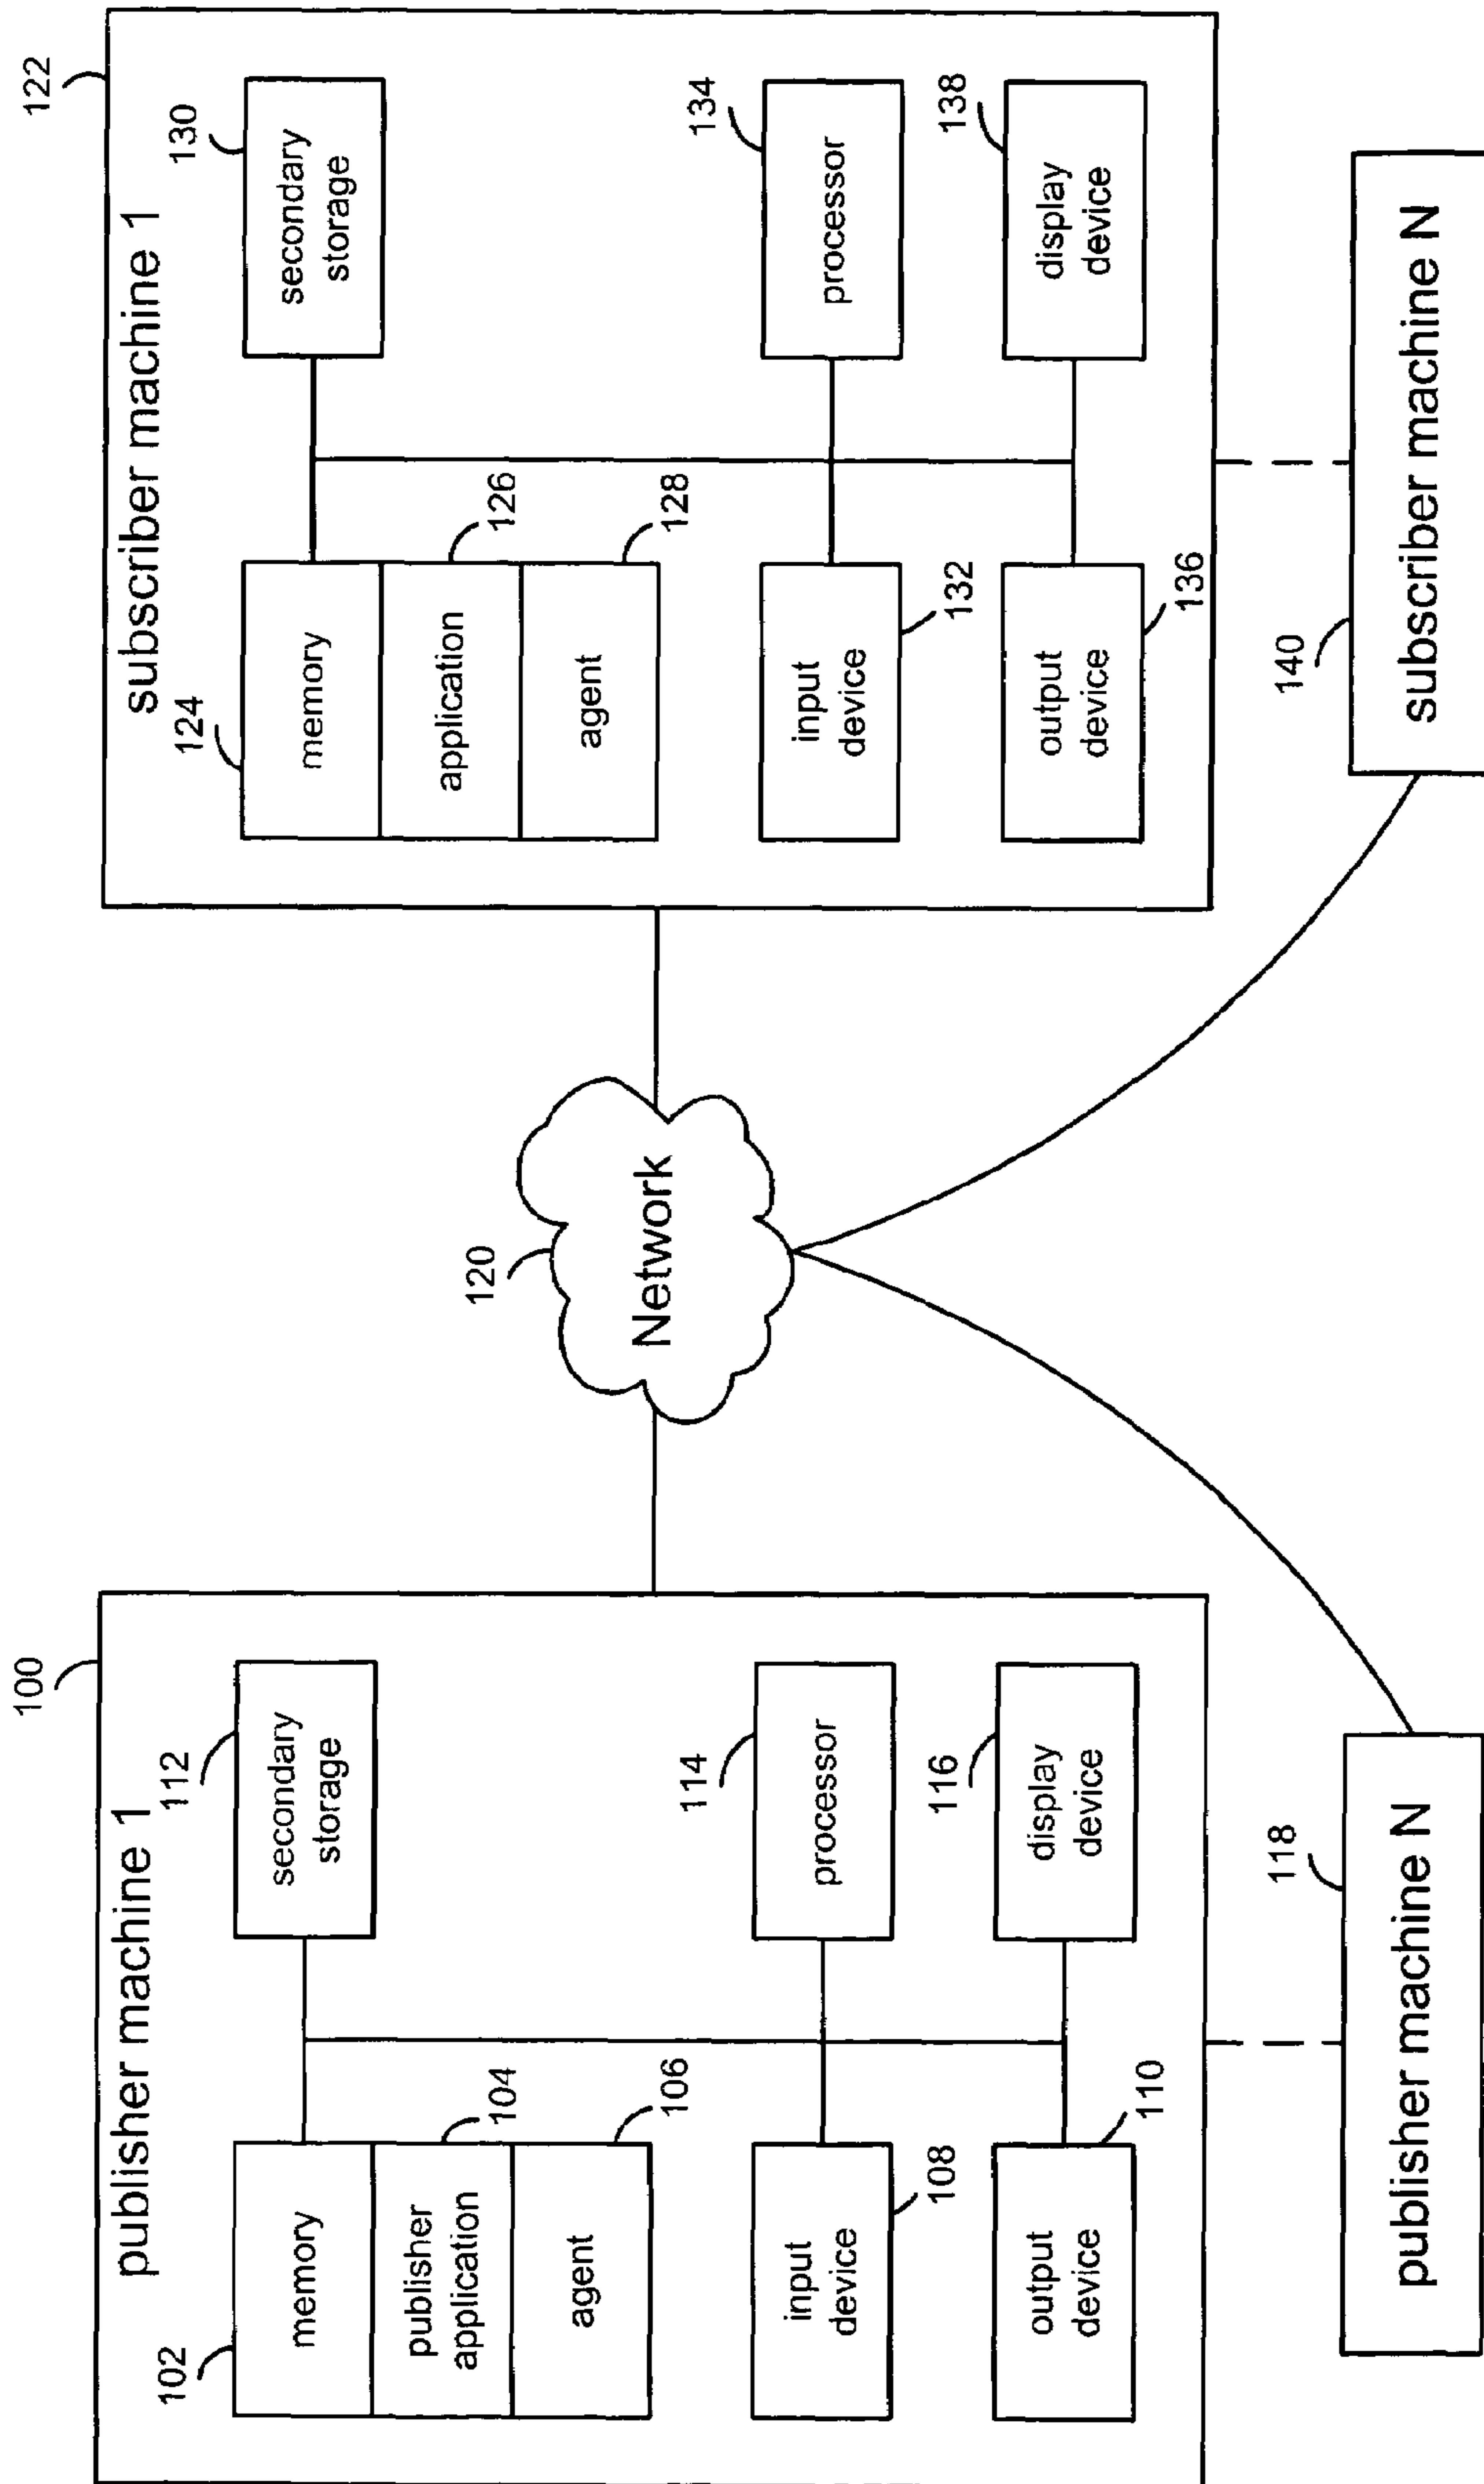 100
publisher machine 1
102
memory
104
publisher
application
106
agent
112
secondary
storage
108
input
device
114
processor
110
output
device
116
display
device
118
publisher machine N
120
Network
122
subscriber machine 1
124
memory
126
application
128
agent
130
secondary
storage
132
input
device
134
processor
136
output
device
138
display
device
140
subscriber machine N